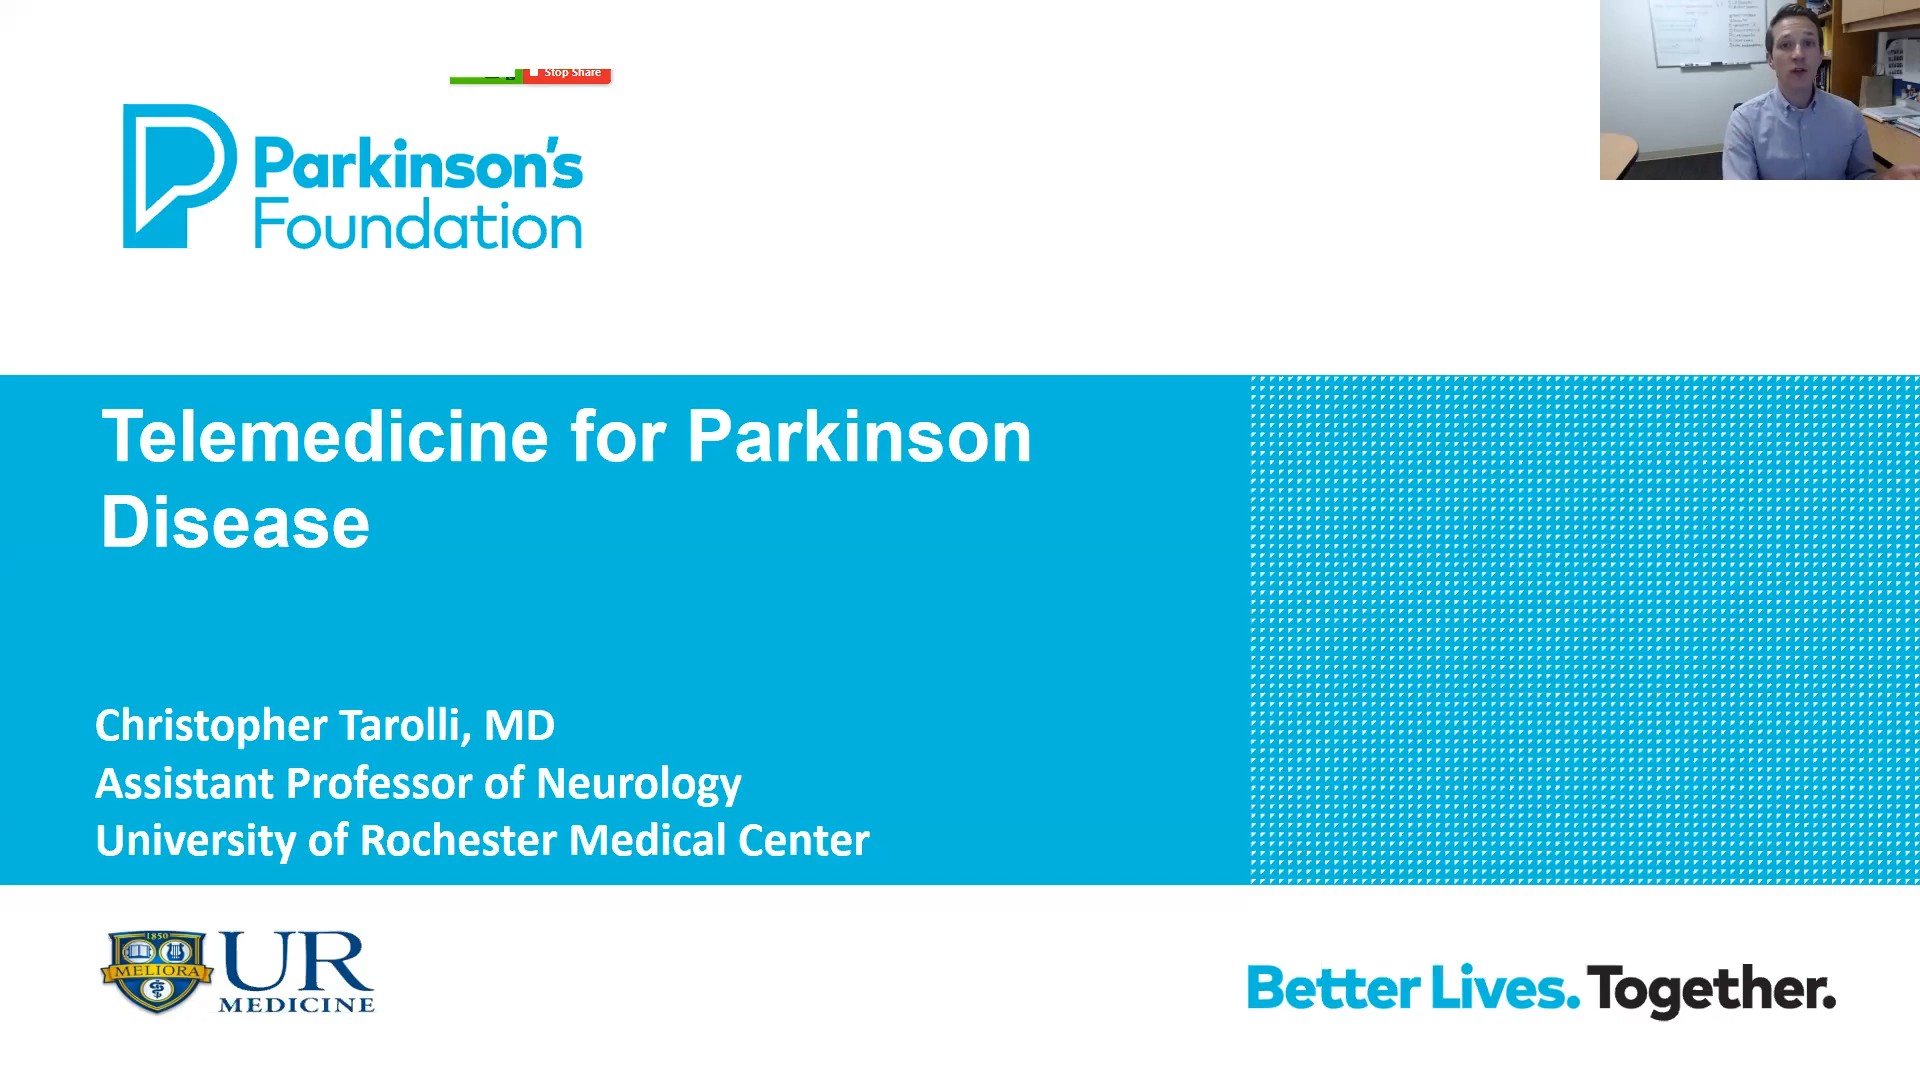 Stop Share
Parkinson's
Foundation
Telemedicine for Parkinson
Disease
Christopher Tarolli, MD
Assistant Professor of Neurology
University of Rochester Medical Center
1850
MELIORA
UR
MEDICINE
Better Lives. Together.